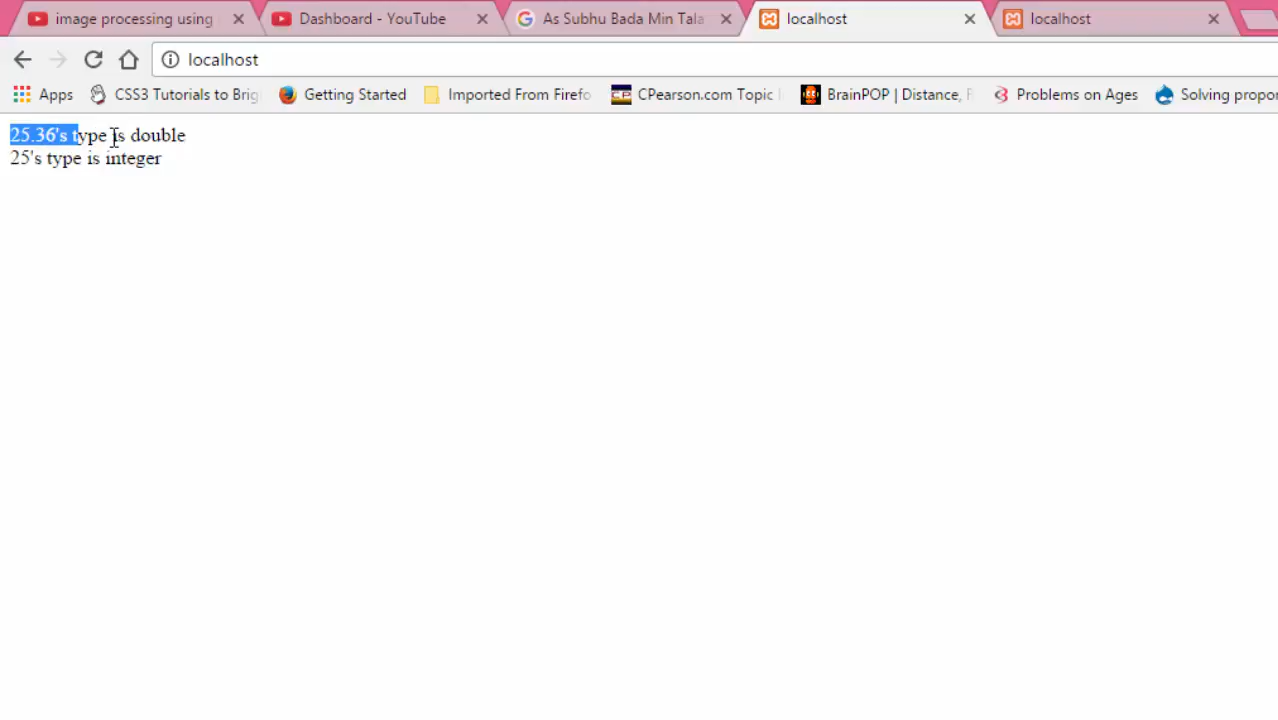 image processing using
Dashboard - YouTube
As Subhu Bada Min Tala
localhost
localhost
localhost
Apps
CSS3 Tutorials to Brig
Getting Started
Imported From Firefo
CPearson.com Topic
BrainPOP | Distance,
Problems on Ages
Solving propor
25.36's type is double
25's type is integer